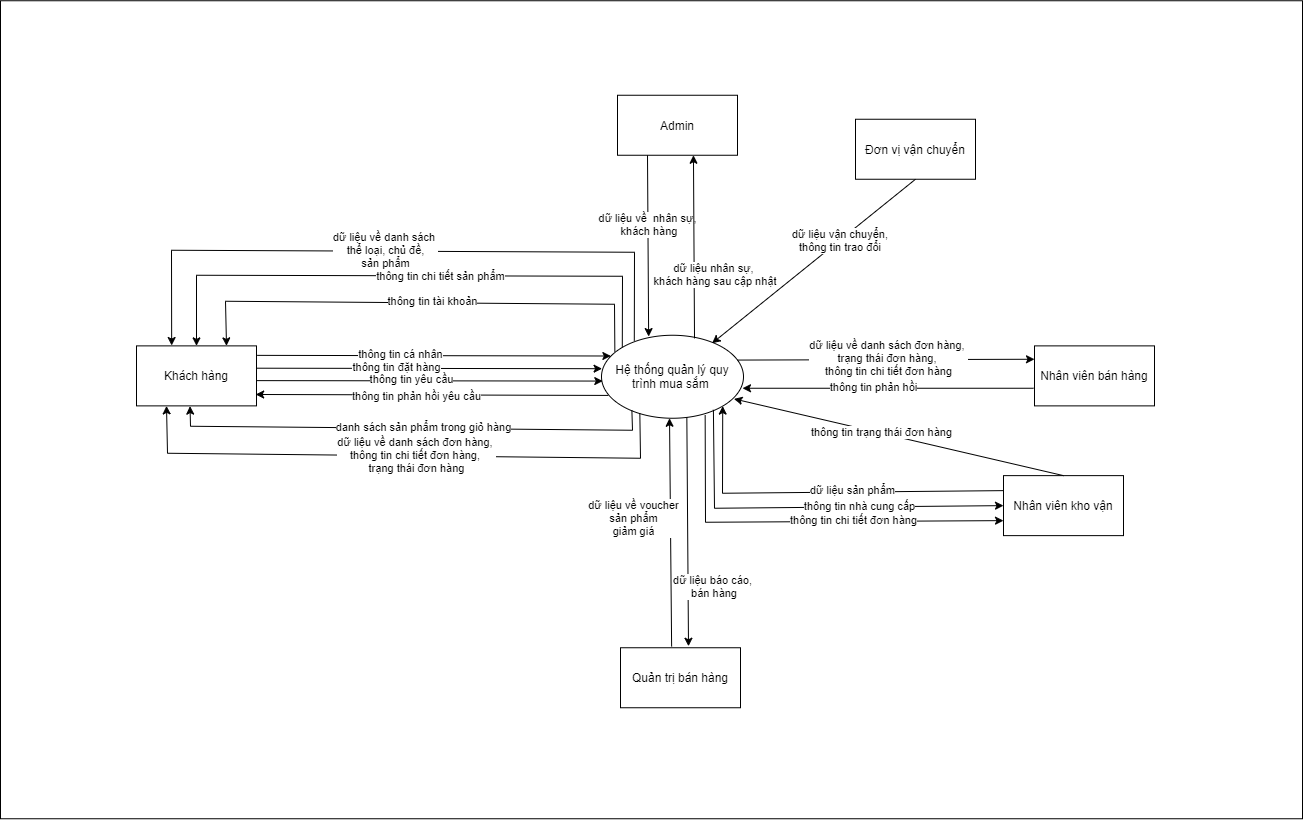 Admin
Đơn vị vận chuyển
dữ liệu về  nhân sự,
khách hàng
dữ liệu vận chuyển,
thông tin trao đổi
dữ liệu về danh sách
thể loại, chủ đề,
sản phẩm
dữ liệu nhân sự,
khách hàng sau cập nhật
thông tin chi tiết sản phẩm
thông tin tài khoản
Khách hàng
thông tin cá nhân
thông tin đặt hàng
thông tin yêu cầu
thông tin phản hồi yêu cầu
Hệ thống quản lý quy
trình mua sắm
dữ liệu về danh sách đơn hàng,
trạng thái đơn hàng,
thông tin chi tiết đơn hàng
thông tin phản hồi
Nhân viên bán hàng
danh sách sản phẩm trong giỏ hàng
dữ liệu về danh sách đơn hàng,
thông tin chi tiết đơn hàng,
trạng thái đơn hàng
thông tin trạng thái đơn hàng
dữ liệu sản phẩm
thông tin nhà cung cấp
thông tin chi tiết đơn hàng
Nhân viên kho vận
dữ liệu về voucher
sản phẩm
giảm giá
dữ liệu báo cáo,
bán hàng
Quản trị bán hàng